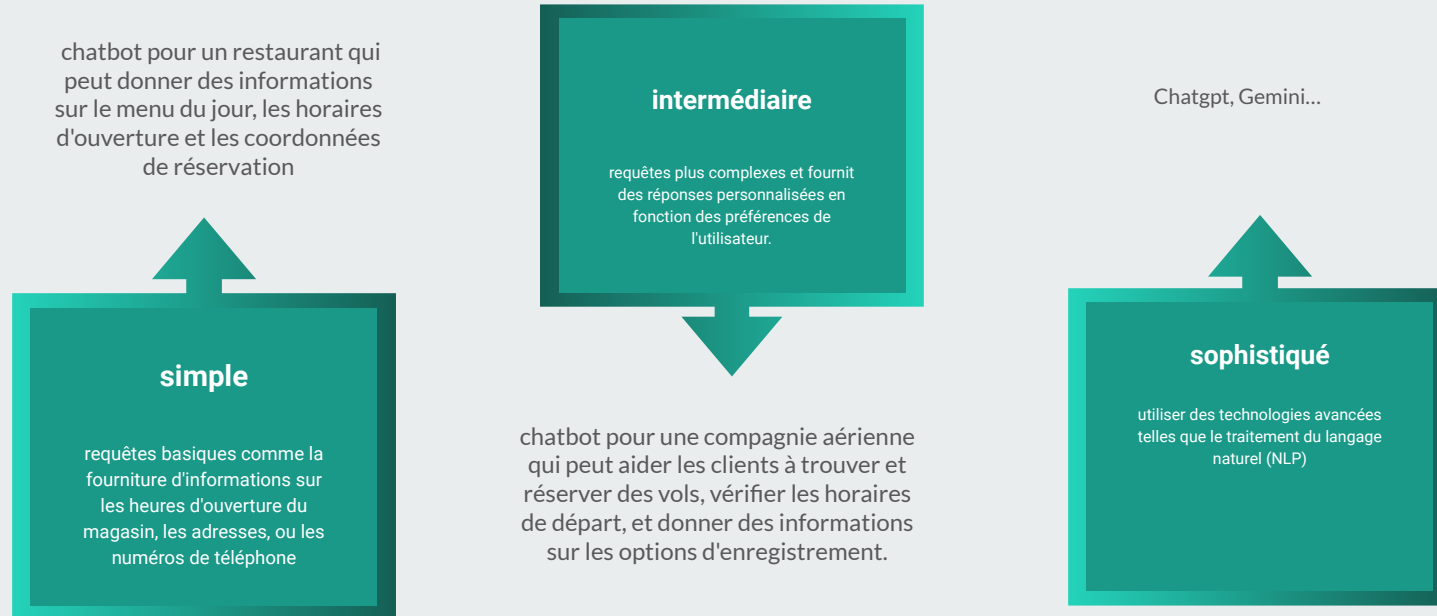 chatbot pour un restaurant qui
peut donner des informations
sur le menu du jour, les horaires
d'ouverture et les coordonnées
de réservation
simple
requêtes basiques comme la
fourniture d'informations sur
les heures d'ouverture du
magasin, les adresses, ou les
numéros de téléphone
intermédiaire
requêtes plus complexes et fournit
des réponses personnalisées en
fonction des préférences de
l'utilisateur.
chatbot pour une compagnie aérienne
qui peut aider les clients à trouver et
réserver des vols, vérifier les horaires
de départ, et donner des informations
sur les options d'enregistrement.
Chatgpt, Gemini...
sophistiqué
utiliser des technologies avancées
telles que le traitement du langage
naturel (NLP)